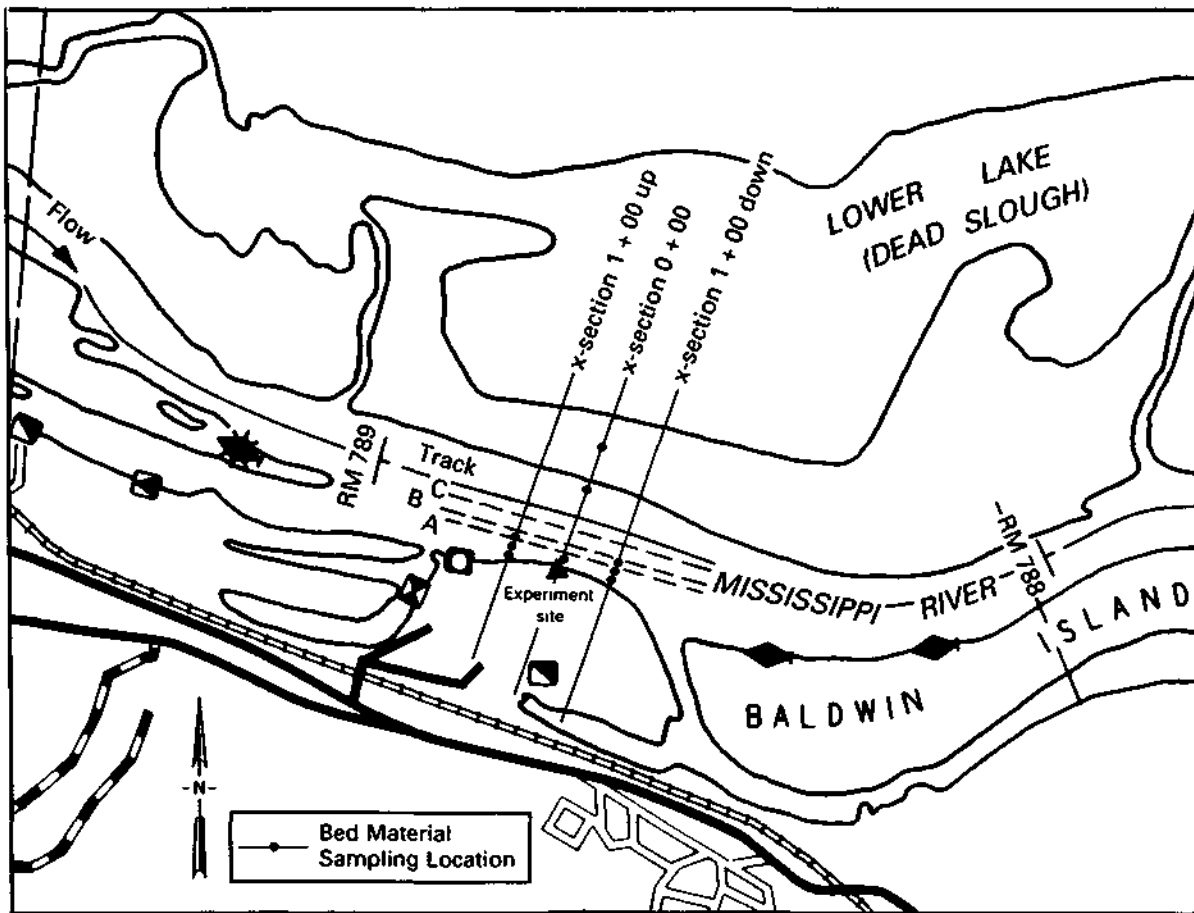 Flow
x-section 1 + 00 up
x-section 0 + 00
x-section 1 + 00 down
LOWER LAKE
(DEAD SLOUGH)
RM 789
Track
C
B
A
Experiment
site
MISSISSIPPI RIVER
RM 788
BALDWIN ISLAND
-N-
Bed Material
Sampling Location